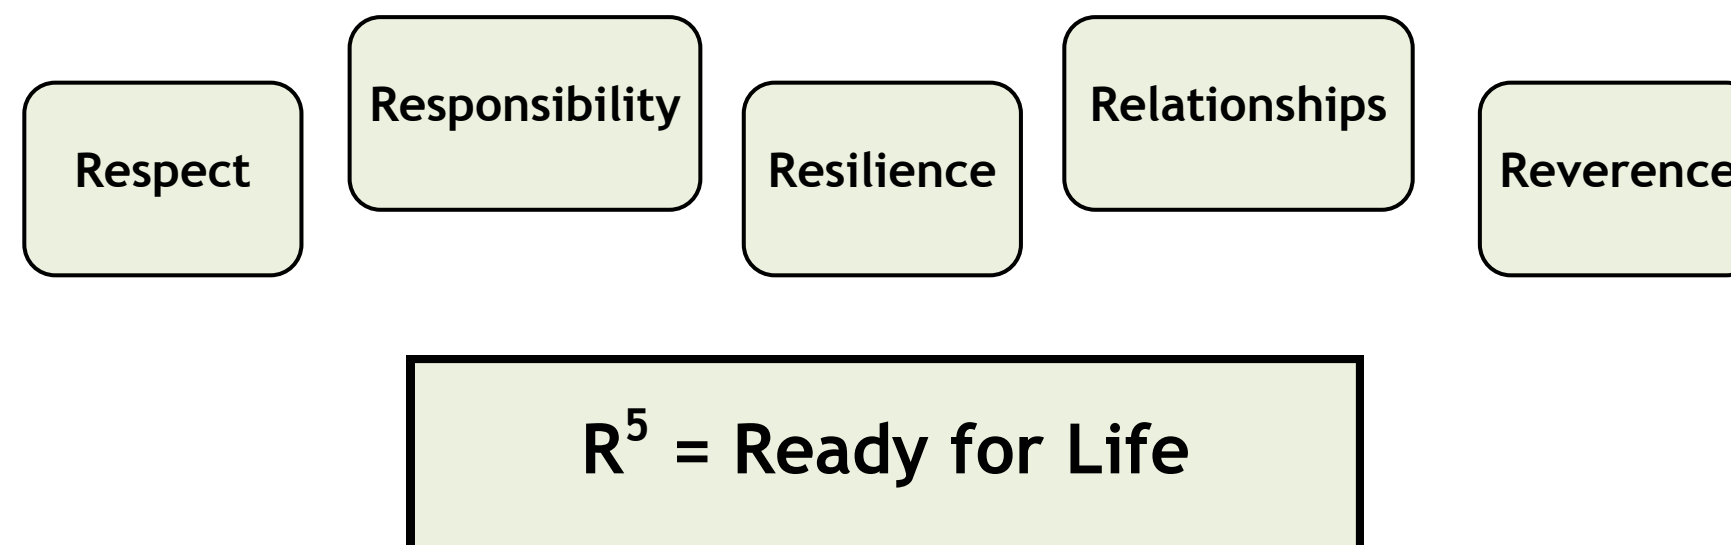 Respect
Responsibility
Resilience
Relationships
Reverence
R⁵ = Ready for Life